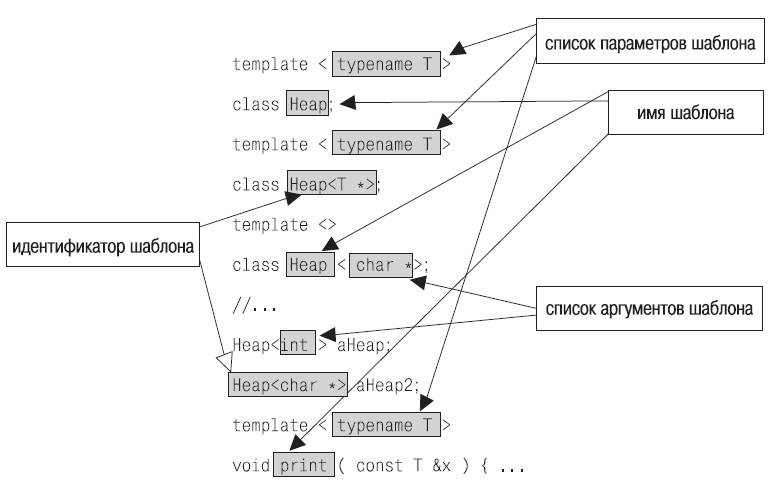 список параметров шаблона
template < typename T >
class Heap;
имя шаблона
template < typename T >
class Heap<T *>;
template <>
идентификатор шаблона
class Heap < char *>;
//...
список аргументов шаблона
Heap<int > aHeap;
Heap<char *> aHeap2;
template < typename T >
void print ( const T &x ) { ...